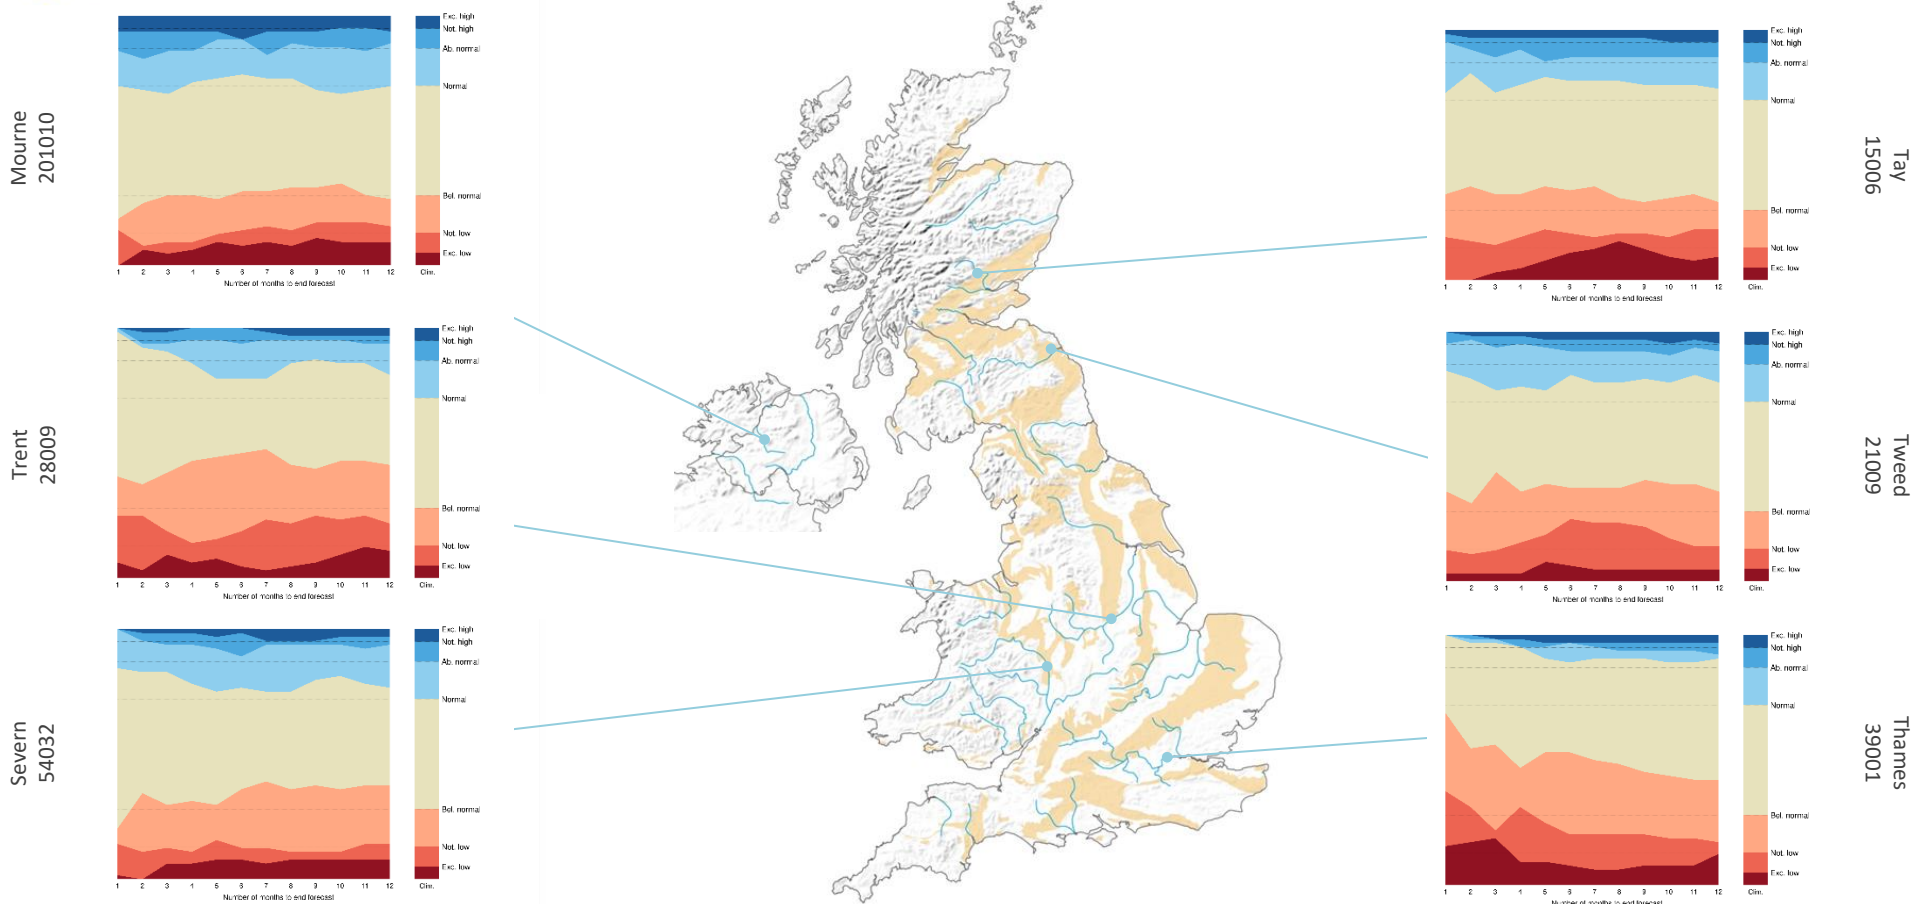 Mourne
201010
Exc. high
Not. high
Ab. normal
Normal
Bel. normal
Not. low
Exc. low
1 2 3 4 5 6 7 8 9 10 11 12 Clim.
Number of months to end forecast
Trent
28009
Exc. high
Not. high
Ab. normal
Normal
Bel. normal
Not. low
Exc. low
1 2 3 4 5 6 7 8 9 10 11 12 Clim.
Number of months to end forecast
Severn
54032
Exc. high
Not. high
Ab. normal
Normal
Bel. normal
Not. low
Exc. low
1 2 3 4 5 6 7 8 9 10 11 12 Clim.
Number of months to end forecast
Tay
15006
Exc. high
Not. high
Ab. normal
Normal
Bel. normal
Not. low
Exc. low
1 2 3 4 5 6 7 8 9 10 11 12 Clim.
Number of months to end forecast
Tweed
21009
Exc. high
Not. high
Ab. normal
Normal
Bel. normal
Not. low
Exc. low
1 2 3 4 5 6 7 8 9 10 11 12 Clim.
Number of months to end forecast
Thames
39001
Exc. high
Not. high
Ab. normal
Normal
Bel. normal
Not. low
Exc. low
1 2 3 4 5 6 7 8 9 10 11 12 Clim.
Number of months to end forecast